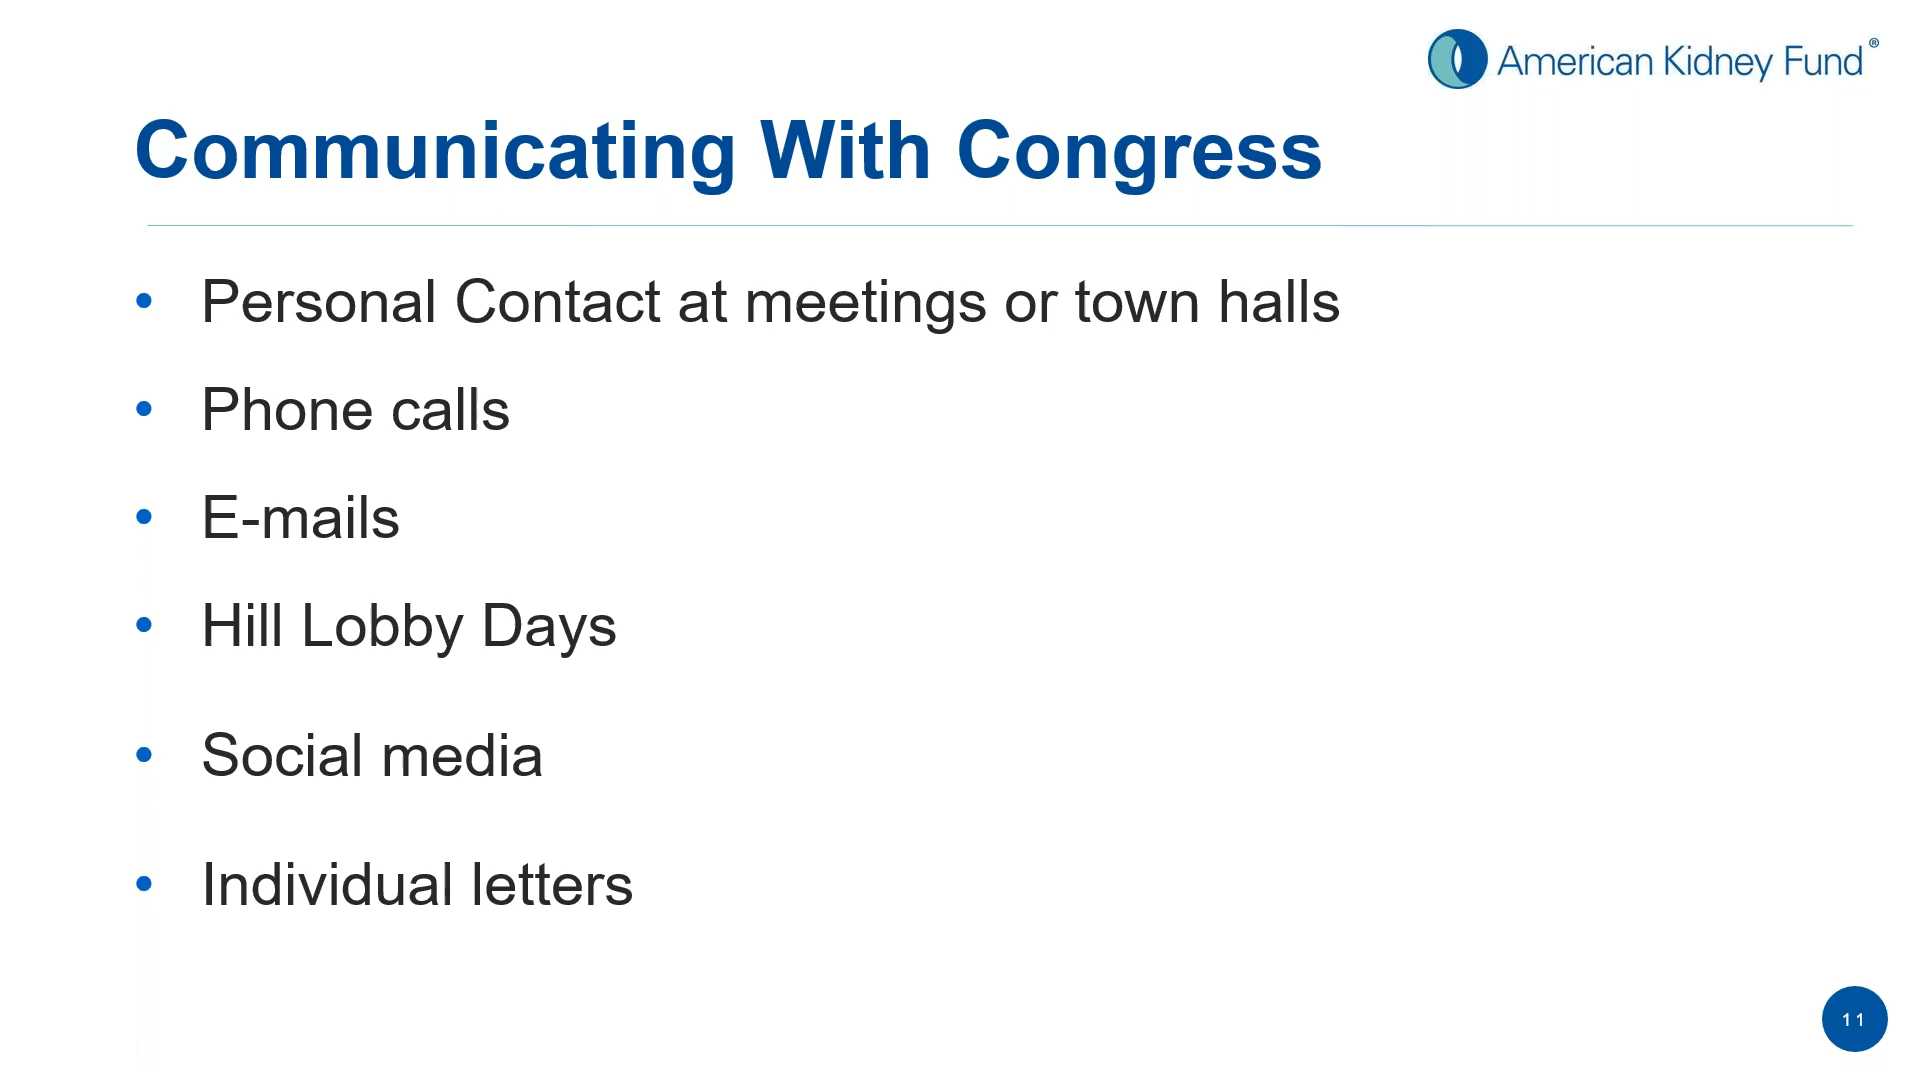 American Kidney Fund®
Communicating With Congress
• Personal Contact at meetings or town halls
• Phone calls
• E-mails
• Hill Lobby Days
• Social media
• Individual letters
11